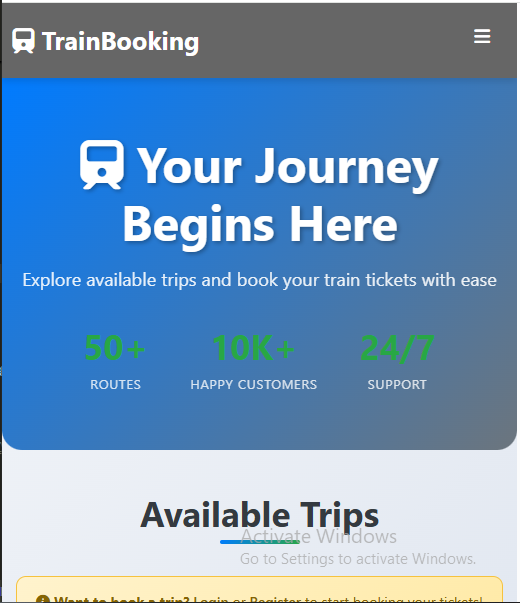 TrainBooking
Your Journey
Begins Here
Explore available trips and book your train tickets with ease
50+ 10K+ 24/7
ROUTES HAPPY CUSTOMERS SUPPORT
Available Trips
Activate Windows
Go to Settings to activate Windows.
Want to book a trip? Login or Register to start booking your tickets!